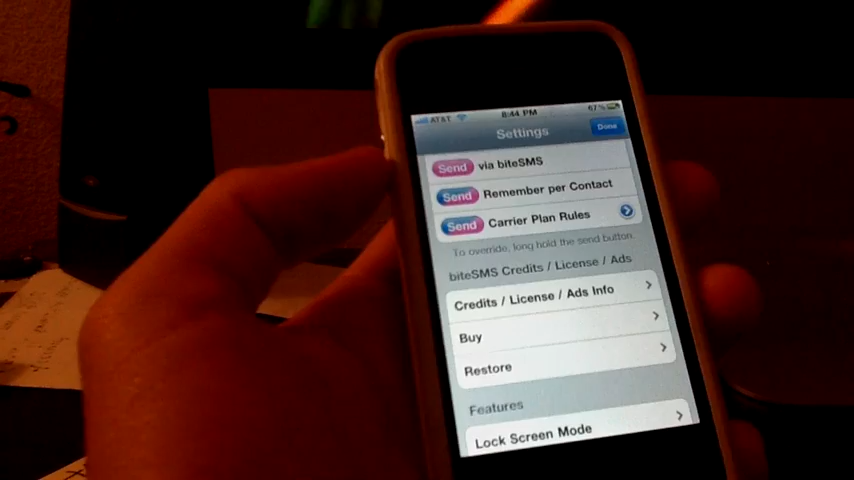 AT&T 8:44 PM 67%
Settings
Done
Send via biteSMS
Send Remember per Contact
Send Carrier Plan Rules
To override, long hold the send button.
biteSMS Credits / License / Ads
Credits / License / Ads Info
Buy
Restore
Features
Lock Screen Mode